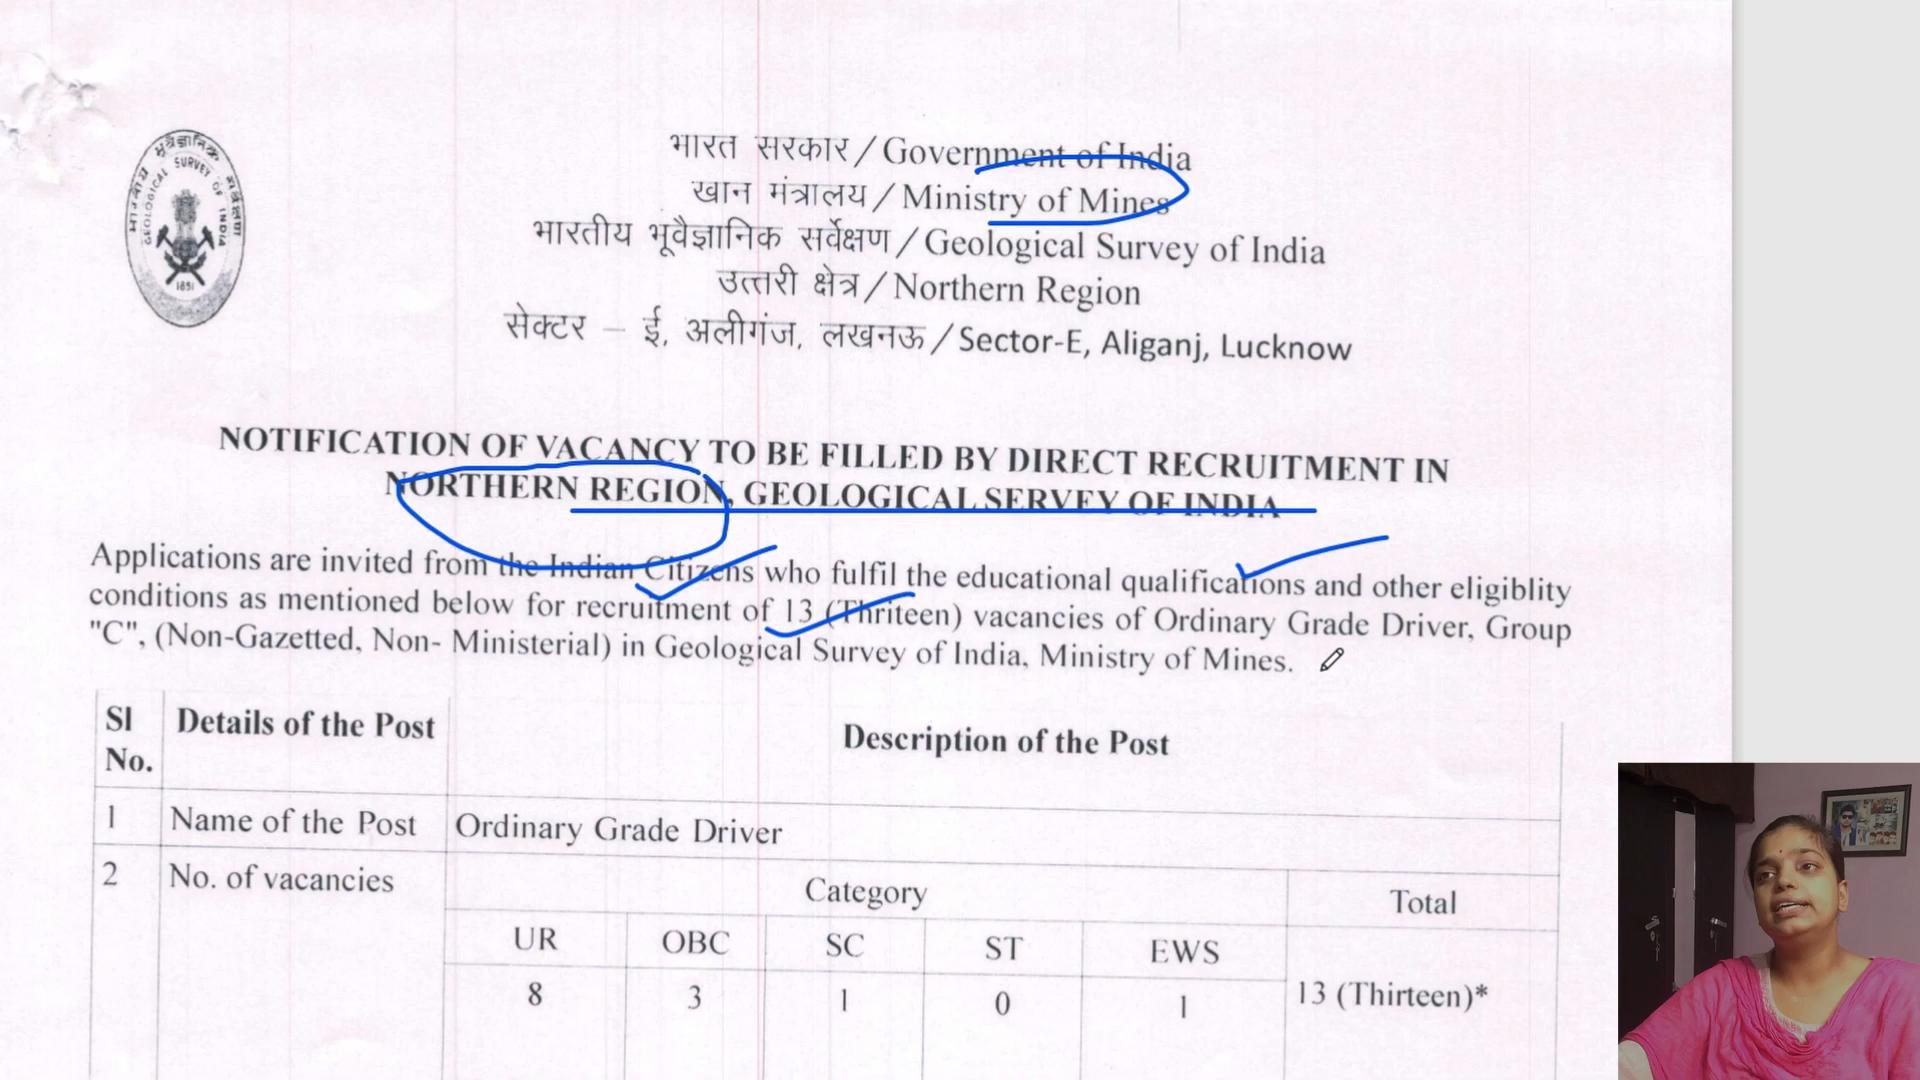 भारत सरकार / Government of India
खान मंत्रालय / Ministry of Mines
भारतीय भूवैज्ञानिक सर्वेक्षण / Geological Survey of India
उत्तरी क्षेत्र / Northern Region
सेक्टर – ई, अलीगंज, लखनऊ / Sector-E, Aliganj, Lucknow
GEOLOGICAL SURVEY OF INDIA
1851
NOTIFICATION OF VACANCY TO BE FILLED BY DIRECT RECRUITMENT IN
NORTHERN REGION, GEOLOGICAL SERVEY OF INDIA
Applications are invited from the Indian Citizens who fulfil the educational qualifications and other eligiblity
conditions as mentioned below for recruitment of 13 (Thriteen) vacancies of Ordinary Grade Driver, Group
"C", (Non-Gazetted, Non- Ministerial) in Geological Survey of India, Ministry of Mines.
Sl No. Details of the Post Description of the Post
1 Name of the Post Ordinary Grade Driver
2 No. of vacancies Category Total
UR OBC SC ST EWS
8 3 1 0 1 13 (Thirteen)*